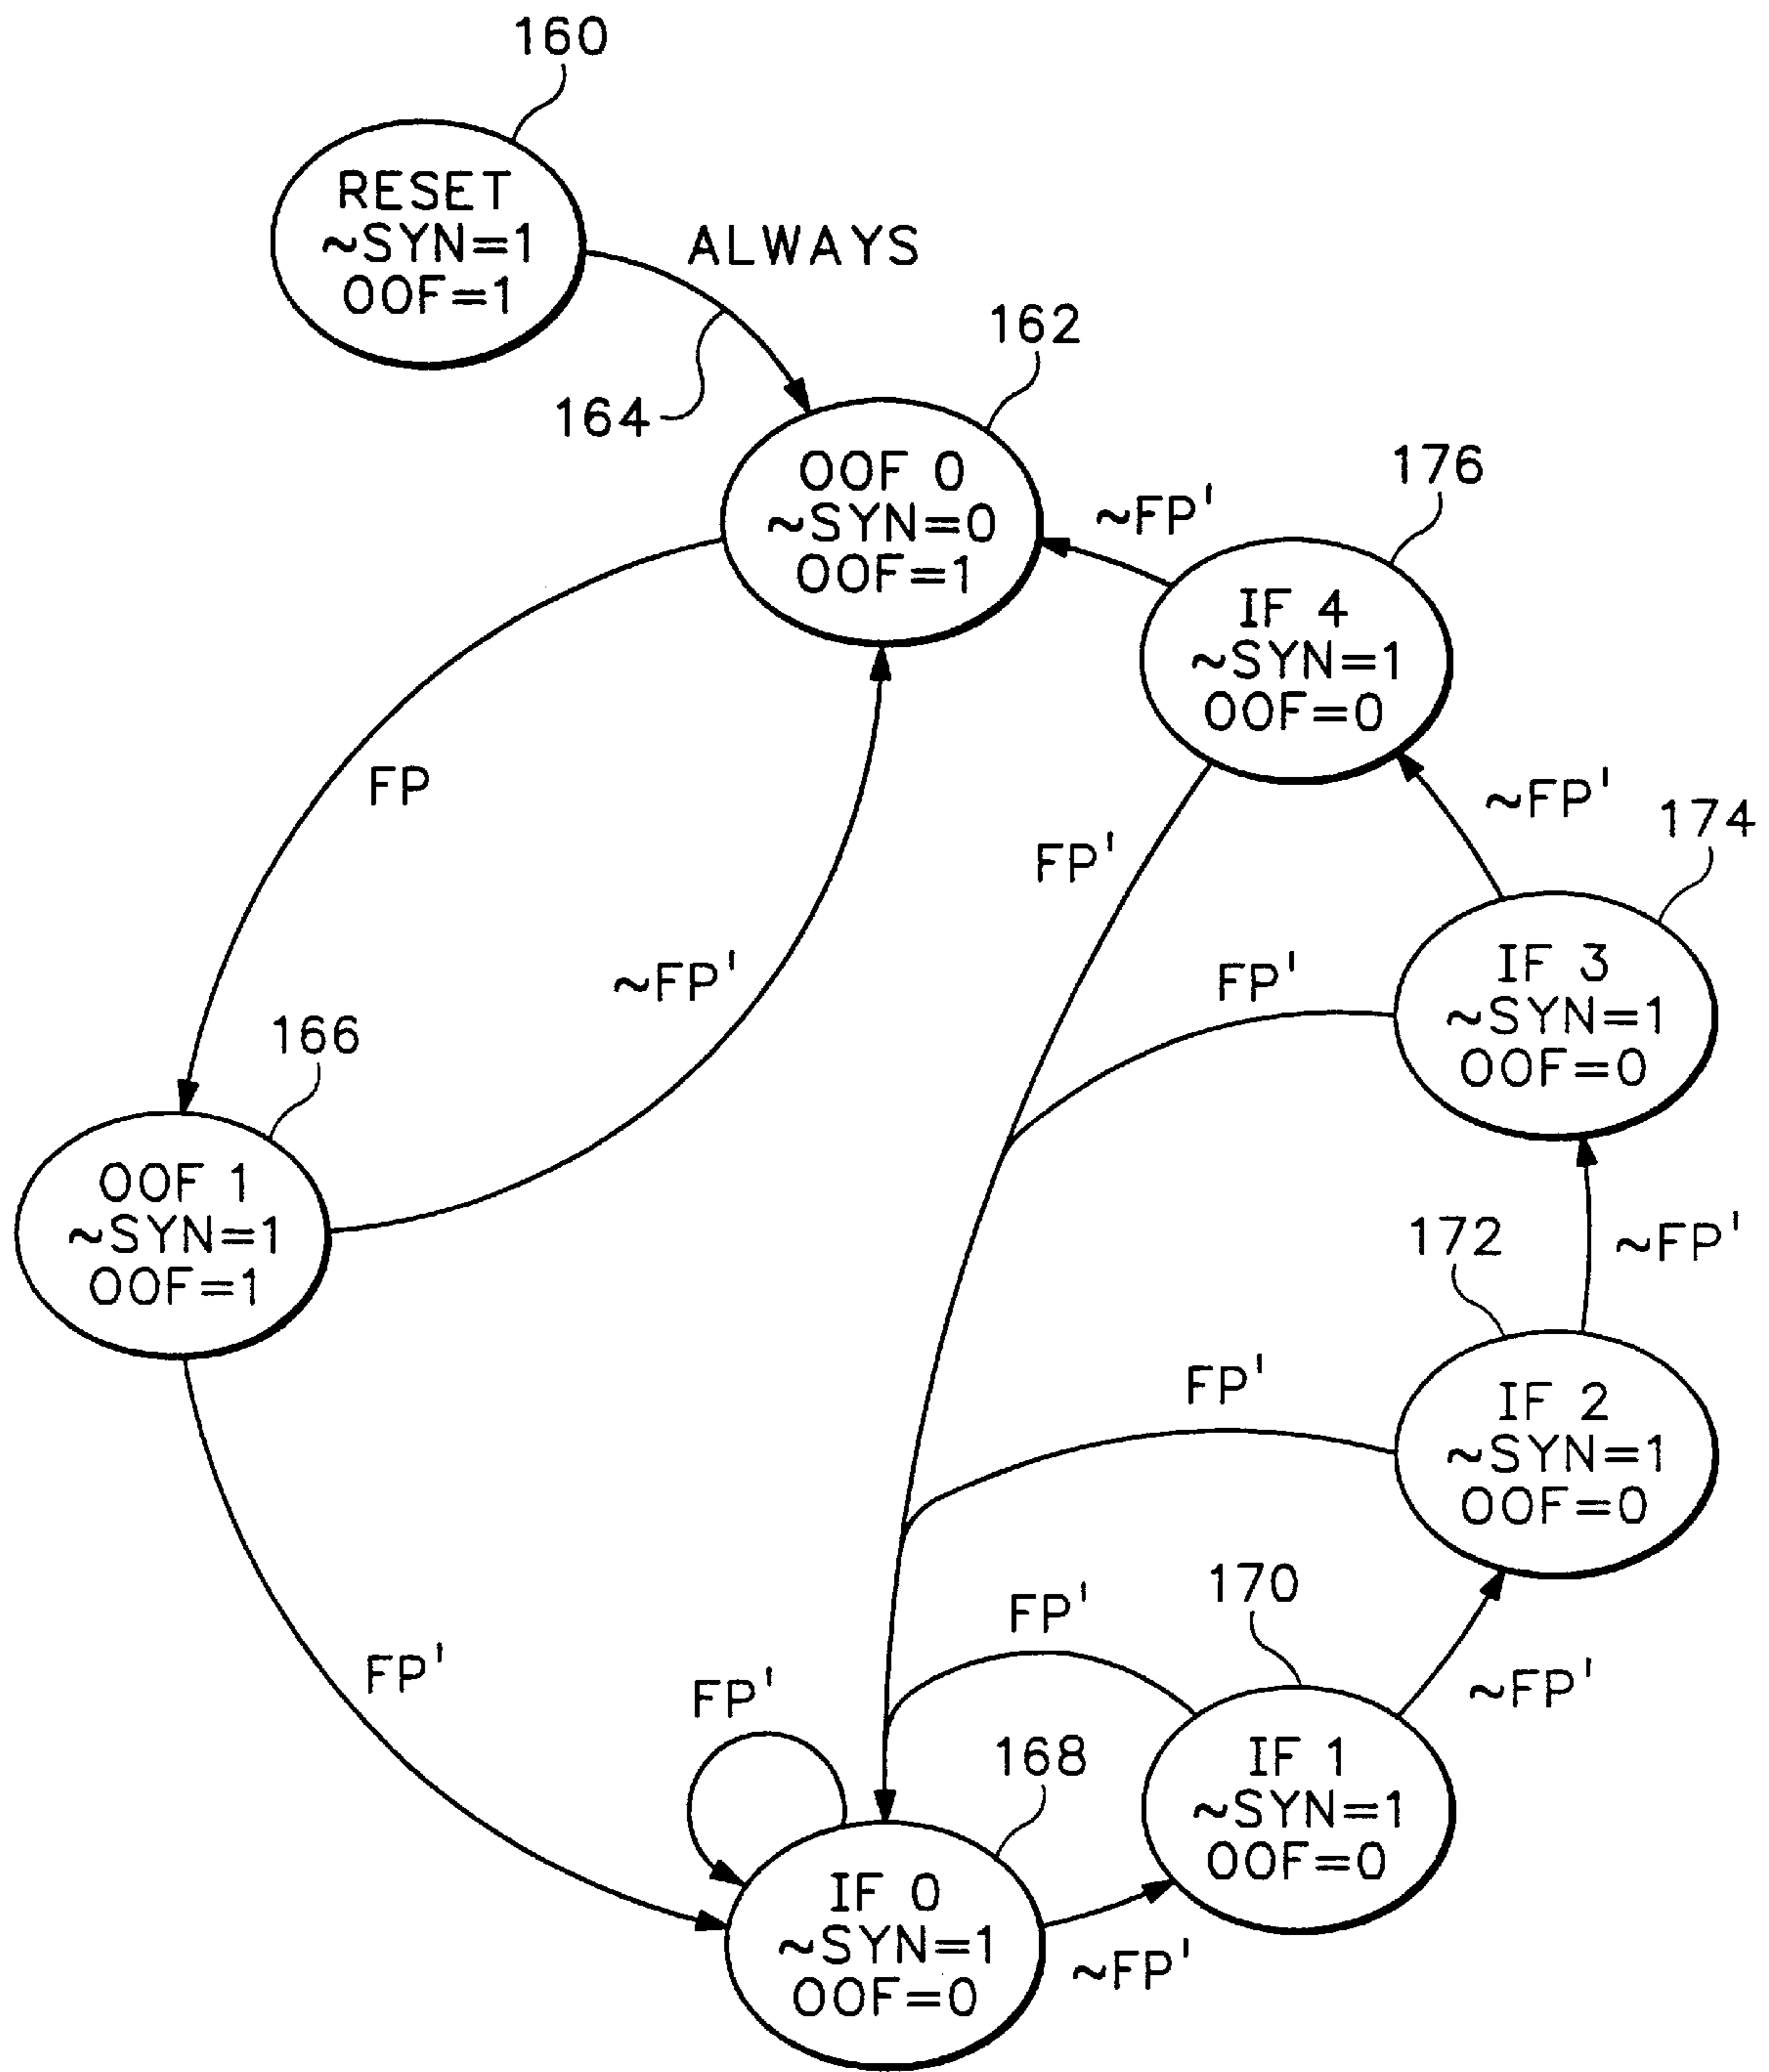 160
RESET
~SYN=1
OOF=1
ALWAYS
164
162
OOF 0
~SYN=0
OOF=1
~FP'
176
IF 4
~SYN=1
OOF=0
FP
FP'
~FP'
174
~FP'
FP'
IF 3
~SYN=1
OOF=0
166
OOF 1
~SYN=1
OOF=1
172
~FP'
FP'
IF 2
~SYN=1
OOF=0
170
FP'
FP'
FP'
~FP'
168
IF 1
~SYN=1
OOF=0
IF 0
~SYN=1
OOF=0
~FP'